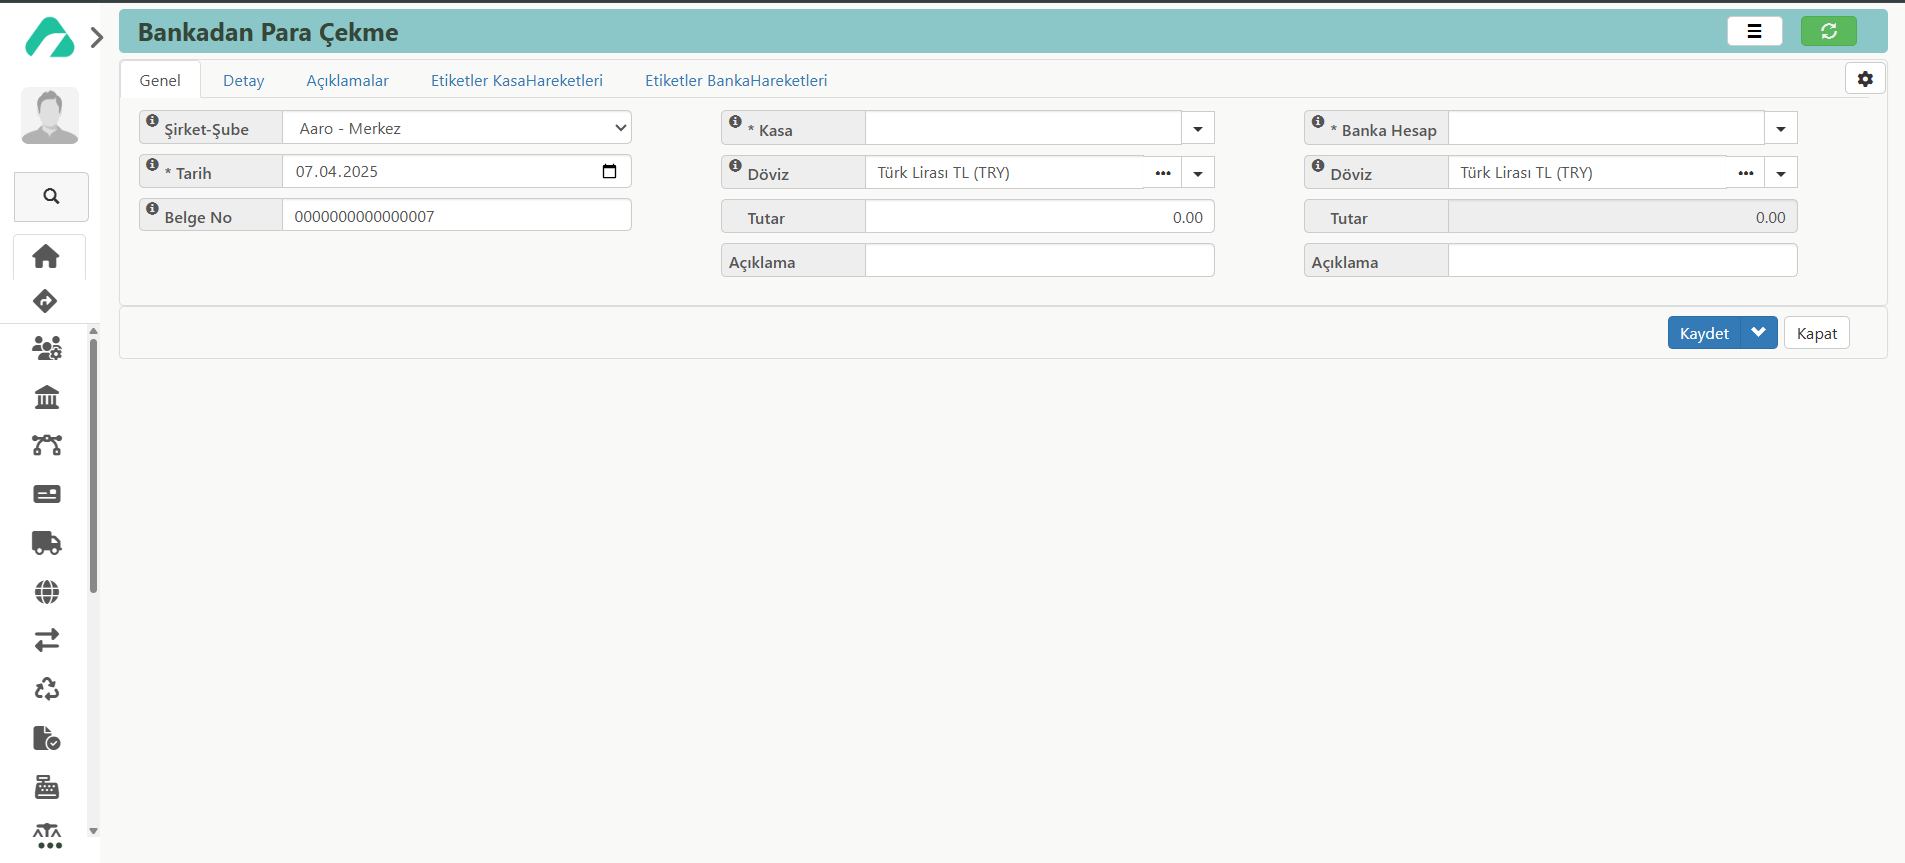 Bankadan Para Çekme
Genel
Detay
Açıklamalar
Etiketler KasaHareketleri
Etiketler BankaHareketleri
Şirket-Şube
Aaro - Merkez
* Tarih
07.04.2025
Belge No
0000000000000007
* Kasa
Döviz
Türk Lirası TL (TRY)
Tutar
0.00
Açıklama
* Banka Hesap
Döviz
Türk Lirası TL (TRY)
Tutar
0.00
Açıklama
Kaydet
Kapat